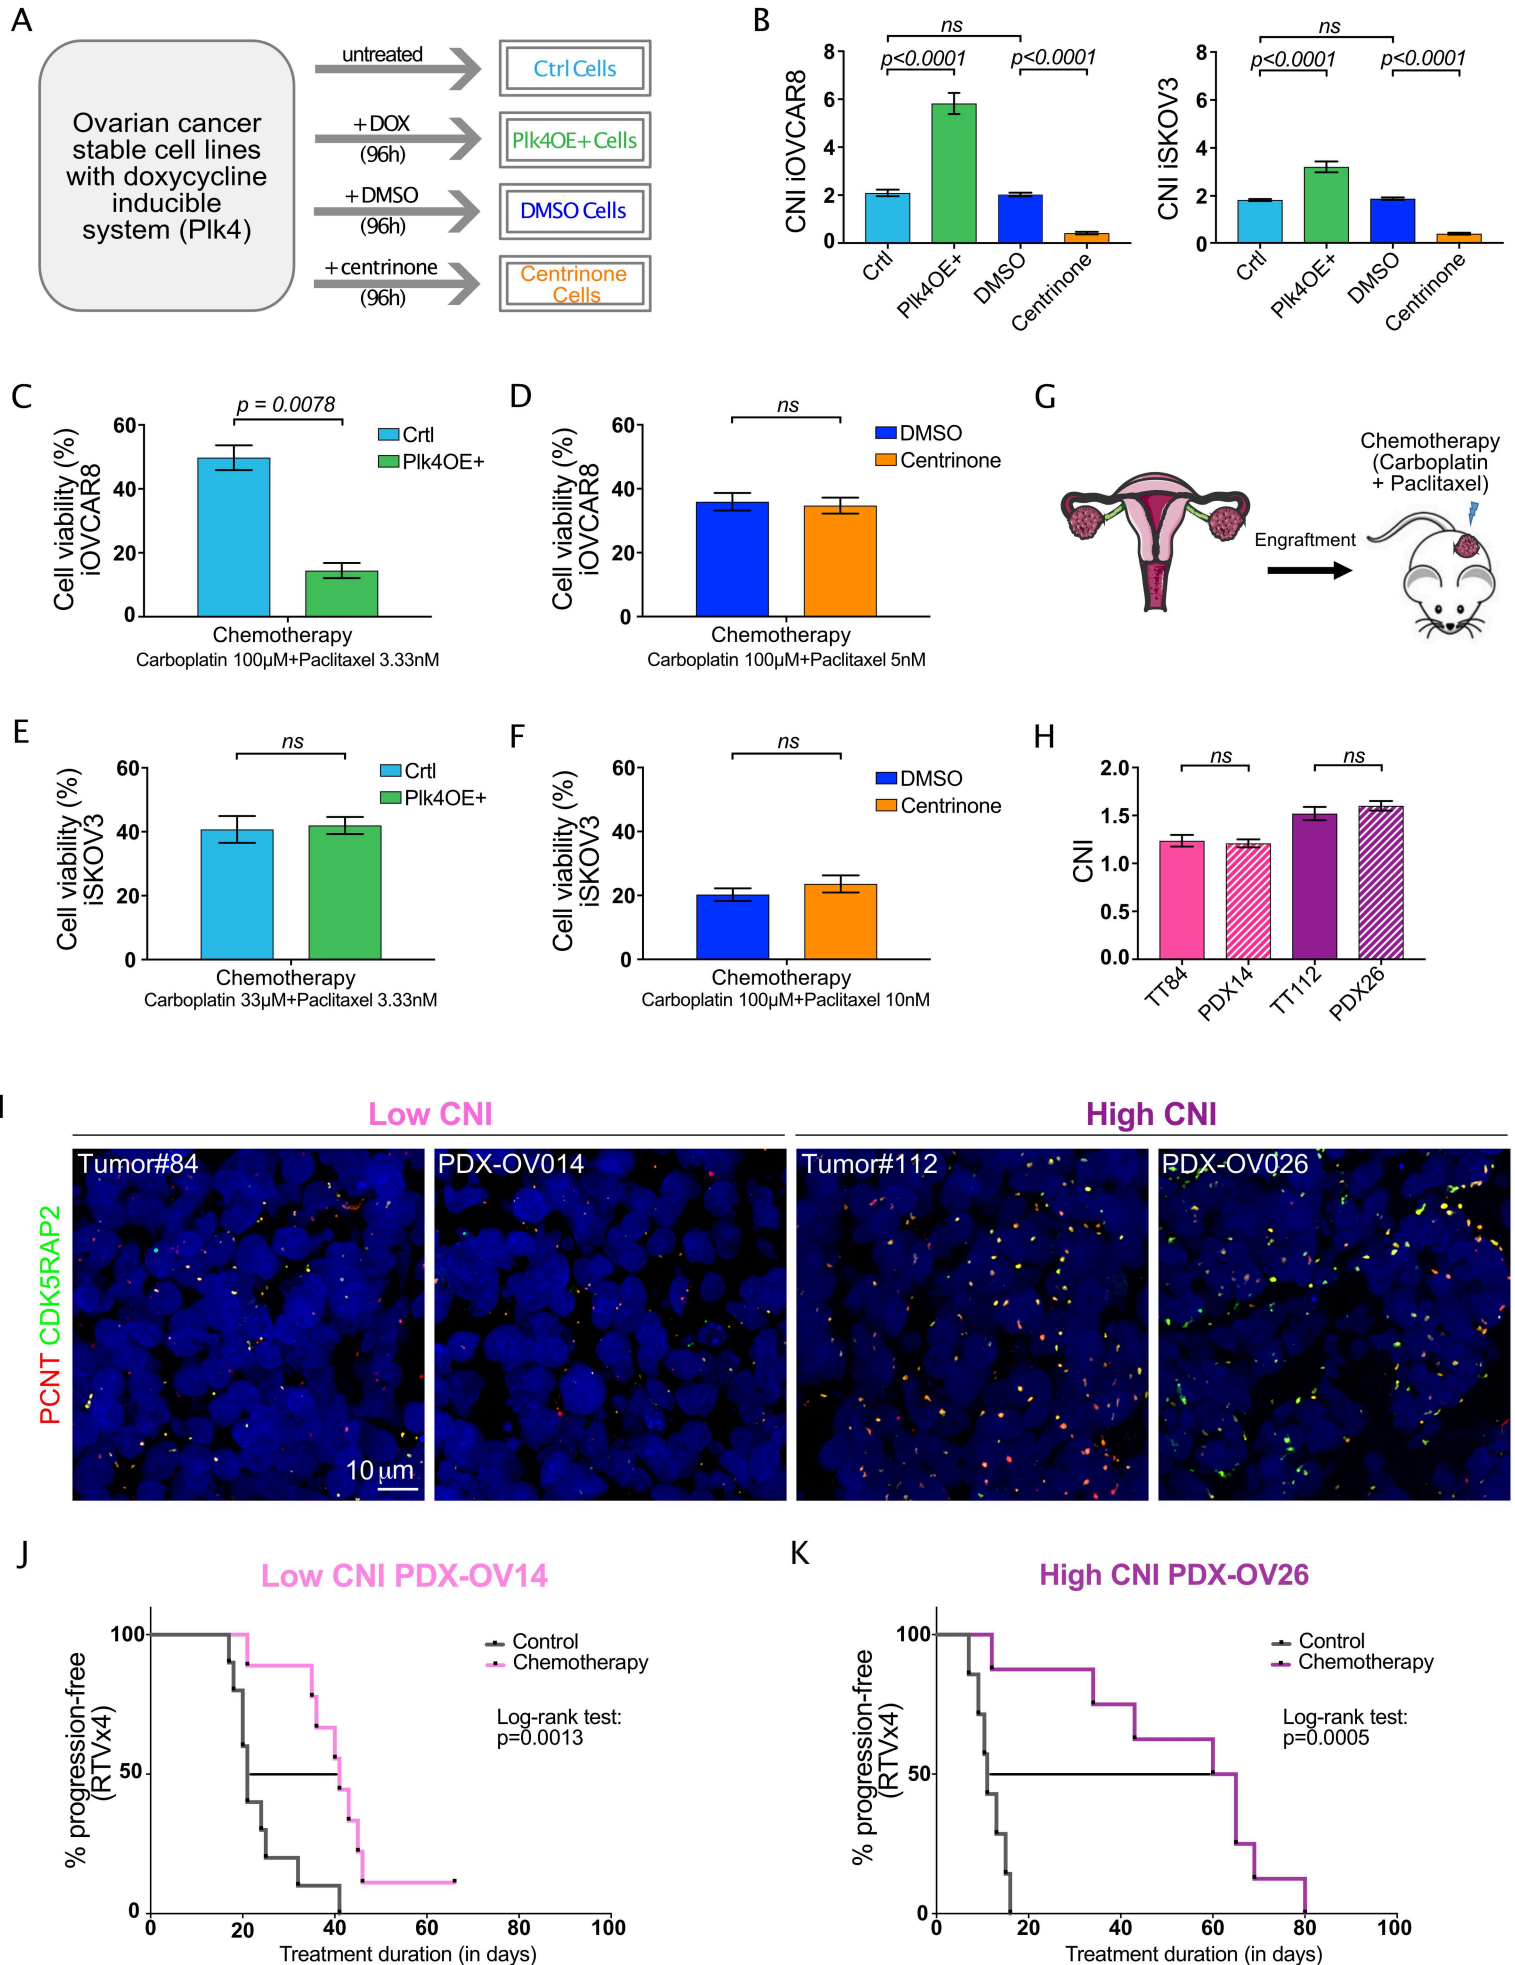 A
Ovarian cancer
stable cell lines
with doxycycline
inducible
system (Plk4)
untreated
Ctrl Cells
+DOX
(96h)
Plk4OE+ Cells
+DMSO
(96h)
DMSO Cells
+centrinone
(96h)
Centrinone
Cells
B
CNI iOVCAR8
8
6
4
2
0
ns
p<0.0001
p<0.0001
Crtl
Plk4OE+
DMSO
Centrinone
CNI iSKOV3
8
6
4
2
0
ns
p<0.0001
p<0.0001
Crtl
Plk4OE+
DMSO
Centrinone
C
Cell viability (%)
iOVCAR8
60
40
20
0
p = 0.0078
Crtl
Plk4OE+
Chemotherapy
Carboplatin 100µM+Paclitaxel 3.33nM
D
Cell viability (%)
iOVCAR8
60
40
20
0
ns
DMSO
Centrinone
Chemotherapy
Carboplatin 100µM+Paclitaxel 5nM
G
Engraftment
Chemotherapy
(Carboplatin
+ Paclitaxel)
E
Cell viability (%)
iSKOV3
60
40
20
0
ns
Crtl
Plk4OE+
Chemotherapy
Carboplatin 33µM+Paclitaxel 3.33nM
F
Cell viability (%)
iSKOV3
60
40
20
0
ns
DMSO
Centrinone
Chemotherapy
Carboplatin 100µM+Paclitaxel 10nM
H
CNI
2.0
1.5
1.0
0.5
0.0
ns
ns
TT84
PDX14
TT112
PDX26
I
Low CNI
High CNI
PCNT CDK5RAP2
Tumor#84
10 µm
PDX-OV014
Tumor#112
PDX-OV026
J
Low CNI PDX-OV14
% progression-free
(RTVx4)
100
50
0
Control
Chemotherapy
Log-rank test:
p=0.0013
0
20
40
60
80
100
Treatment duration (in days)
K
High CNI PDX-OV26
% progression-free
(RTVx4)
100
50
0
Control
Chemotherapy
Log-rank test:
p=0.0005
0
20
40
60
80
100
Treatment duration (in days)